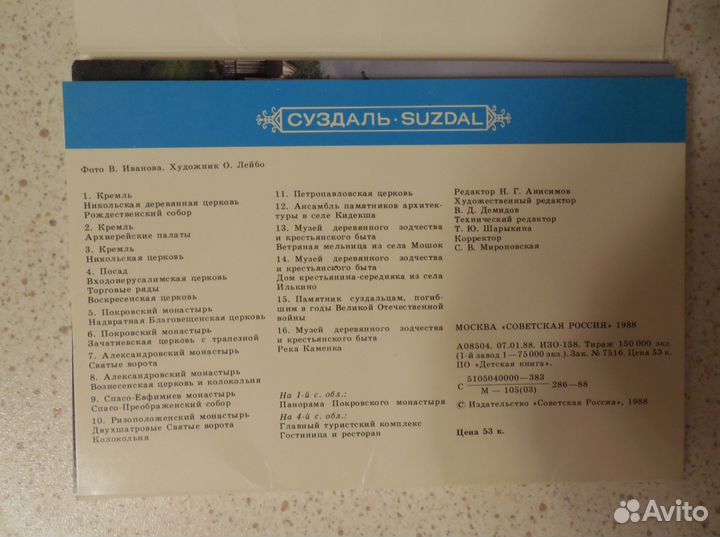 СУЗДАЛЬ · SUZDAL
Фото В. Иванова. Художник О. Лейбо
1. Кремль
Никольская деревянная церковь
Рождественский собор
2. Кремль
Архиерейские палаты
3. Кремль
Никольская церковь
4. Посад
Входоиерусалимская церковь
Торговые ряды
Воскресенская церковь
5. Покровский монастырь
Надвратная Благовещенская церковь
6. Покровский монастырь
Зачатиевская церковь с трапезной
7. Александровский монастырь
Святые ворота
8. Александровский монастырь
Вознесенская церковь и колокольня
9. Спасо-Евфимиев монастырь
Спасо-Преображенский собор
10. Ризоположенский монастырь
Двухшатровые Святые ворота
Колокольня
11. Петропавловская церковь
12. Ансамбль памятников архитек-
туры в селе Кидекша
13. Музей деревянного зодчества
и крестьянского быта
Ветряная мельница из села Мошок
14. Музей деревянного зодчества
и крестьянского быта
Дом крестьянина-середняка из села
Илькино
15. Памятник суздальцам, погиб-
шим в годы Великой Отечественной
войны
16. Музей деревянного зодчества
и крестьянского быта
Река Каменка
На 1-й с. обл.:
Панорама Покровского монастыря
На 4-й с. обл.:
Главный туристский комплекс
Гостиница и ресторан
Редактор Н. Г. Анисимов
Художественный редактор
В. Д. Демидов
Технический редактор
Т. Ю. Шарыкина
Корректор
С. В. Мироновская
МОСКВА «СОВЕТСКАЯ РОССИЯ» 1988
А08504. 07.01.88. ИЗО-158. Тираж 150 000 экз.
(1-й завод 1—75 000 экз.). Зак. № 7516. Цена 53 к.
ПО «Детская книга».
5105040000—383
С 286—88
М — 105(03)
© Издательство «Советская Россия», 1988
Цена 53 к.
Avito